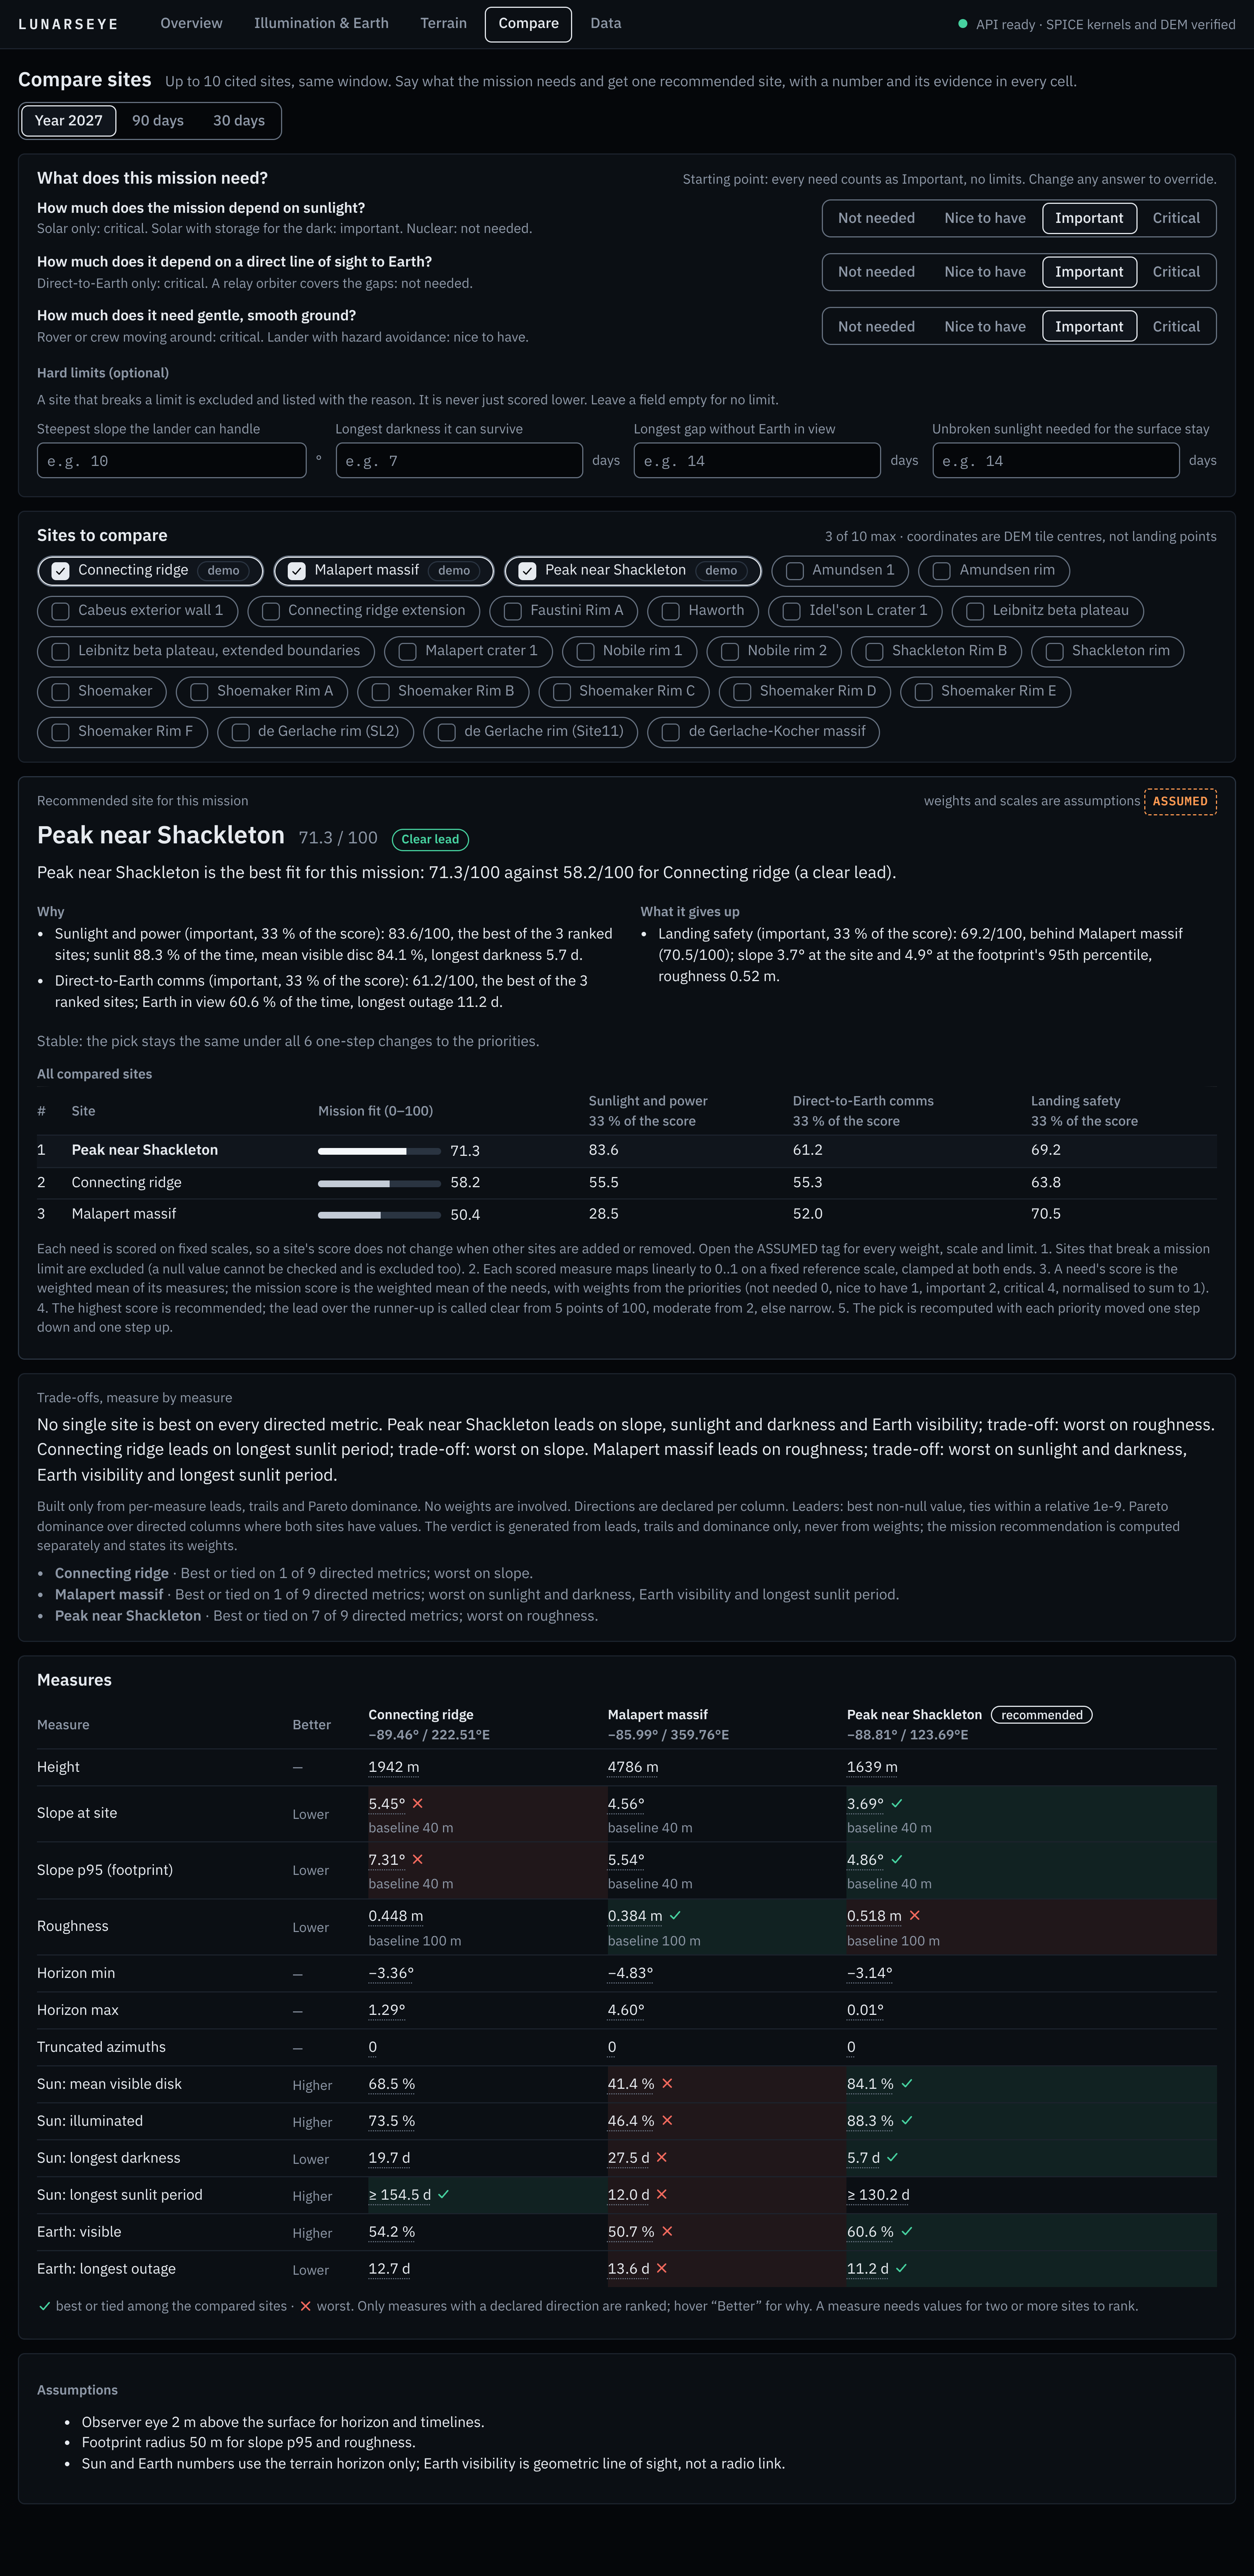 LUNARSEYE Overview Illumination & Earth Terrain Compare Data API ready · SPICE kernels and DEM verified
Compare sites Up to 10 cited sites, same window. Say what the mission needs and get one recommended site, with a number and its evidence in every cell.
Year 2027 90 days 30 days
What does this mission need? Starting point: every need counts as Important, no limits. Change any answer to override.
How much does the mission depend on sunlight?
Solar only: critical. Solar with storage for the dark: important. Nuclear: not needed.
Not needed Nice to have Important Critical
How much does it depend on a direct line of sight to Earth?
Direct-to-Earth only: critical. A relay orbiter covers the gaps: not needed.
Not needed Nice to have Important Critical
How much does it need gentle, smooth ground?
Rover or crew moving around: critical. Lander with hazard avoidance: nice to have.
Not needed Nice to have Important Critical
Hard limits (optional)
A site that breaks a limit is excluded and listed with the reason. It is never just scored lower. Leave a field empty for no limit.
Steepest slope the lander can handle Longest darkness it can survive Longest gap without Earth in view Unbroken sunlight needed for the surface stay
e.g. 10 ° e.g. 7 days e.g. 14 days e.g. 14 days
Sites to compare 3 of 10 max · coordinates are DEM tile centres, not landing points
Connecting ridge demo Malapert massif demo Peak near Shackleton demo Amundsen 1 Amundsen rim
Cabeus exterior wall 1 Connecting ridge extension Faustini Rim A Haworth Idel'son L crater 1 Leibnitz beta plateau
Leibnitz beta plateau, extended boundaries Malapert crater 1 Nobile rim 1 Nobile rim 2 Shackleton Rim B Shackleton rim
Shoemaker Shoemaker Rim A Shoemaker Rim B Shoemaker Rim C Shoemaker Rim D Shoemaker Rim E
Shoemaker Rim F de Gerlache rim (SL2) de Gerlache rim (Site11) de Gerlache-Kocher massif
Recommended site for this mission weights and scales are assumptions ASSUMED
Peak near Shackleton 71.3 / 100 Clear lead
Peak near Shackleton is the best fit for this mission: 71.3/100 against 58.2/100 for Connecting ridge (a clear lead).
Why
• Sunlight and power (important, 33 % of the score): 83.6/100, the best of the 3 ranked
sites; sunlit 88.3 % of the time, mean visible disc 84.1 %, longest darkness 5.7 d.
• Direct-to-Earth comms (important, 33 % of the score): 61.2/100, the best of the 3
ranked sites; Earth in view 60.6 % of the time, longest outage 11.2 d.
What it gives up
• Landing safety (important, 33 % of the score): 69.2/100, behind Malapert massif
(70.5/100); slope 3.7° at the site and 4.9° at the footprint's 95th percentile,
roughness 0.52 m.
Stable: the pick stays the same under all 6 one-step changes to the priorities.
All compared sites
# Site Mission fit (0–100) Sunlight and power Direct-to-Earth comms Landing safety
33 % of the score 33 % of the score 33 % of the score
1 Peak near Shackleton 71.3 83.6 61.2 69.2
2 Connecting ridge 58.2 55.5 55.3 63.8
3 Malapert massif 50.4 28.5 52.0 70.5
Each need is scored on fixed scales, so a site's score does not change when other sites are added or removed. Open the ASSUMED tag for every weight, scale and limit. 1. Sites that break a mission
limit are excluded (a null value cannot be checked and is excluded too). 2. Each scored measure maps linearly to 0..1 on a fixed reference scale, clamped at both ends. 3. A need's score is the
weighted mean of its measures; the mission score is the weighted mean of the needs, with weights from the priorities (not needed 0, nice to have 1, important 2, critical 4, normalised to sum to 1).
4. The highest score is recommended; the lead over the runner-up is called clear from 5 points of 100, moderate from 2, else narrow. 5. The pick is recomputed with each priority moved one step
down and one step up.
Trade-offs, measure by measure
No single site is best on every directed metric. Peak near Shackleton leads on slope, sunlight and darkness and Earth visibility; trade-off: worst on roughness.
Connecting ridge leads on longest sunlit period; trade-off: worst on slope. Malapert massif leads on roughness; trade-off: worst on sunlight and darkness,
Earth visibility and longest sunlit period.
Built only from per-measure leads, trails and Pareto dominance. No weights are involved. Directions are declared per column. Leaders: best non-null value, ties within a relative 1e-9. Pareto
dominance over directed columns where both sites have values. The verdict is generated from leads, trails and dominance only, never from weights; the mission recommendation is computed
separately and states its weights.
• Connecting ridge · Best or tied on 1 of 9 directed metrics; worst on slope.
• Malapert massif · Best or tied on 1 of 9 directed metrics; worst on sunlight and darkness, Earth visibility and longest sunlit period.
• Peak near Shackleton · Best or tied on 7 of 9 directed metrics; worst on roughness.
Measures
Measure Better Connecting ridge Malapert massif Peak near Shackleton recommended
−89.46° / 222.51°E −85.99° / 359.76°E −88.81° / 123.69°E
Height — 1942 m 4786 m 1639 m
Slope at site Lower 5.45° ✕ 4.56° 3.69° ✓
baseline 40 m baseline 40 m baseline 40 m
Slope p95 (footprint) Lower 7.31° ✕ 5.54° 4.86° ✓
baseline 40 m baseline 40 m baseline 40 m
Roughness Lower 0.448 m 0.384 m ✓ 0.518 m ✕
baseline 100 m baseline 100 m baseline 100 m
Horizon min — −3.36° −4.83° −3.14°
Horizon max — 1.29° 4.60° 0.01°
Truncated azimuths — 0 0 0
Sun: mean visible disk Higher 68.5 % 41.4 % ✕ 84.1 % ✓
Sun: illuminated Higher 73.5 % 46.4 % ✕ 88.3 % ✓
Sun: longest darkness Lower 19.7 d 27.5 d ✕ 5.7 d ✓
Sun: longest sunlit period Higher ≥ 154.5 d ✓ 12.0 d ✕ ≥ 130.2 d
Earth: visible Higher 54.2 % 50.7 % ✕ 60.6 % ✓
Earth: longest outage Lower 12.7 d 13.6 d ✕ 11.2 d ✓
✓ best or tied among the compared sites · ✕ worst. Only measures with a declared direction are ranked; hover “Better” for why. A measure needs values for two or more sites to rank.
Assumptions
• Observer eye 2 m above the surface for horizon and timelines.
• Footprint radius 50 m for slope p95 and roughness.
• Sun and Earth numbers use the terrain horizon only; Earth visibility is geometric line of sight, not a radio link.